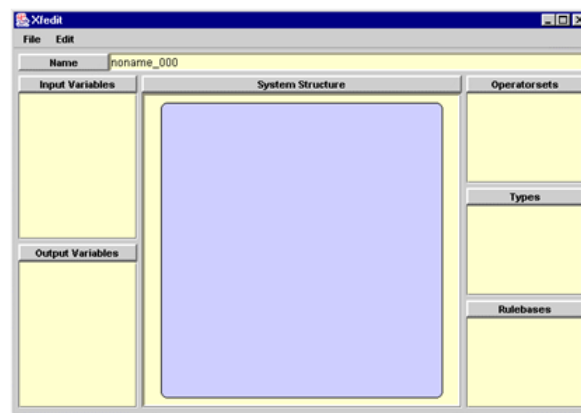 Xfedit
File Edit
Name noname_000
Input Variables System Structure Operatorsets
Types
Output Variables
Rulebases